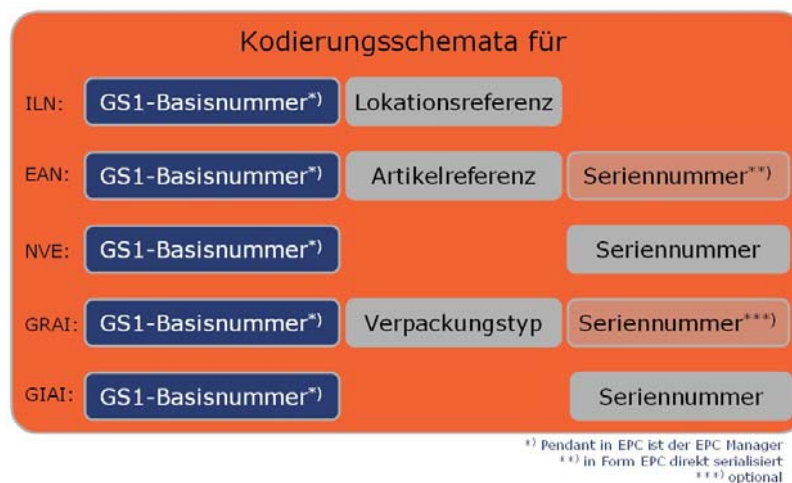 Kodierungsschemata für
ILN: GS1-Basisnummer*) Lokationsreferenz
EAN: GS1-Basisnummer*) Artikelreferenz Seriennummer**)
NVE: GS1-Basisnummer*) Seriennummer
GRAI: GS1-Basisnummer*) Verpackungstyp Seriennummer***)
GIAI: GS1-Basisnummer*) Seriennummer
*) Pendant in EPC ist der EPC Manager
**) in Form EPC direkt serialisiert
***) optional